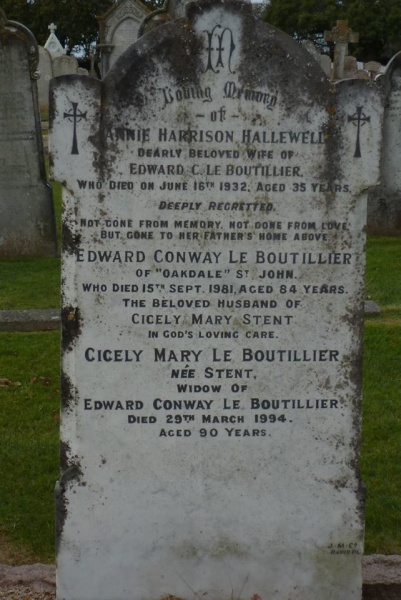 In
Loving Memory
- of -
Annie Harrison Hallewell
Dearly Beloved Wife of
Edward C. Le Boutillier.
Who Died on June 16th 1932, Aged 35 Years.
Deeply Regretted.
"Not gone from memory, not gone from love
But gone to her Father's home above"
Edward Conway Le Boutillier
of "Oakdale" St John.
Who Died 15th Sept. 1981, Aged 84 Years.
The Beloved Husband of
Cicely Mary Stent
In God's Loving Care.
Cicely Mary Le Boutillier
née Stent,
Widow of
Edward Conway Le Boutillier.
Died 29th March 1994.
Aged 90 Years.